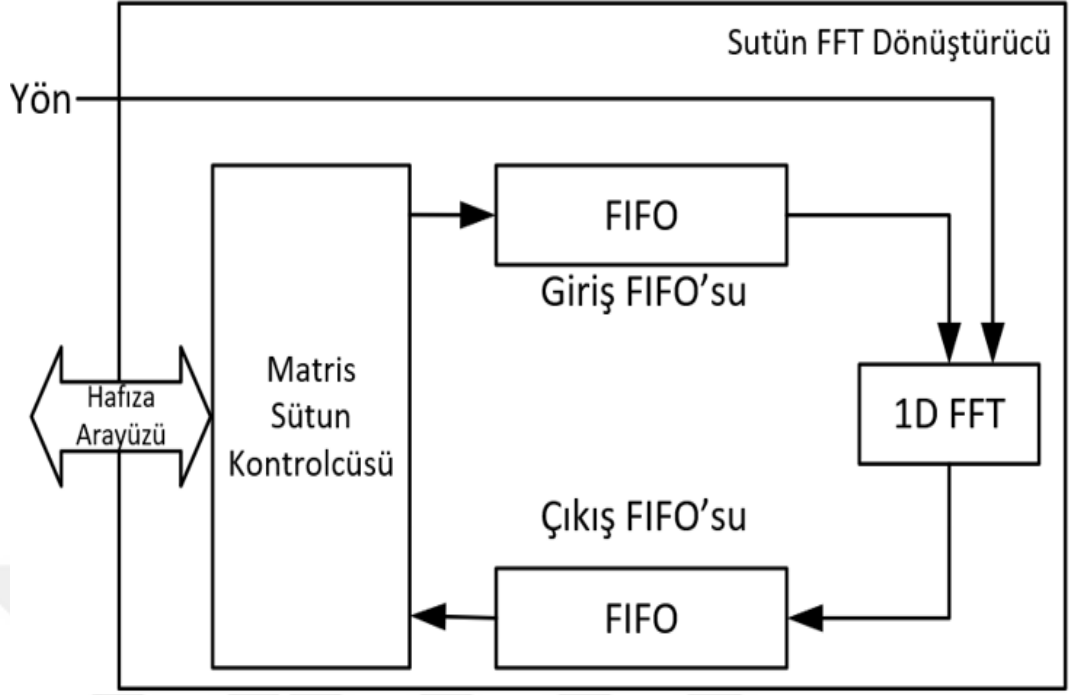 Sutün FFT Dönüştürücü
Yön
FIFO
Giriş FIFO'su
Matris
Sütun
Kontrolcüsü
Hafıza
Arayüzü
1D FFT
Çıkış FIFO'su
FIFO